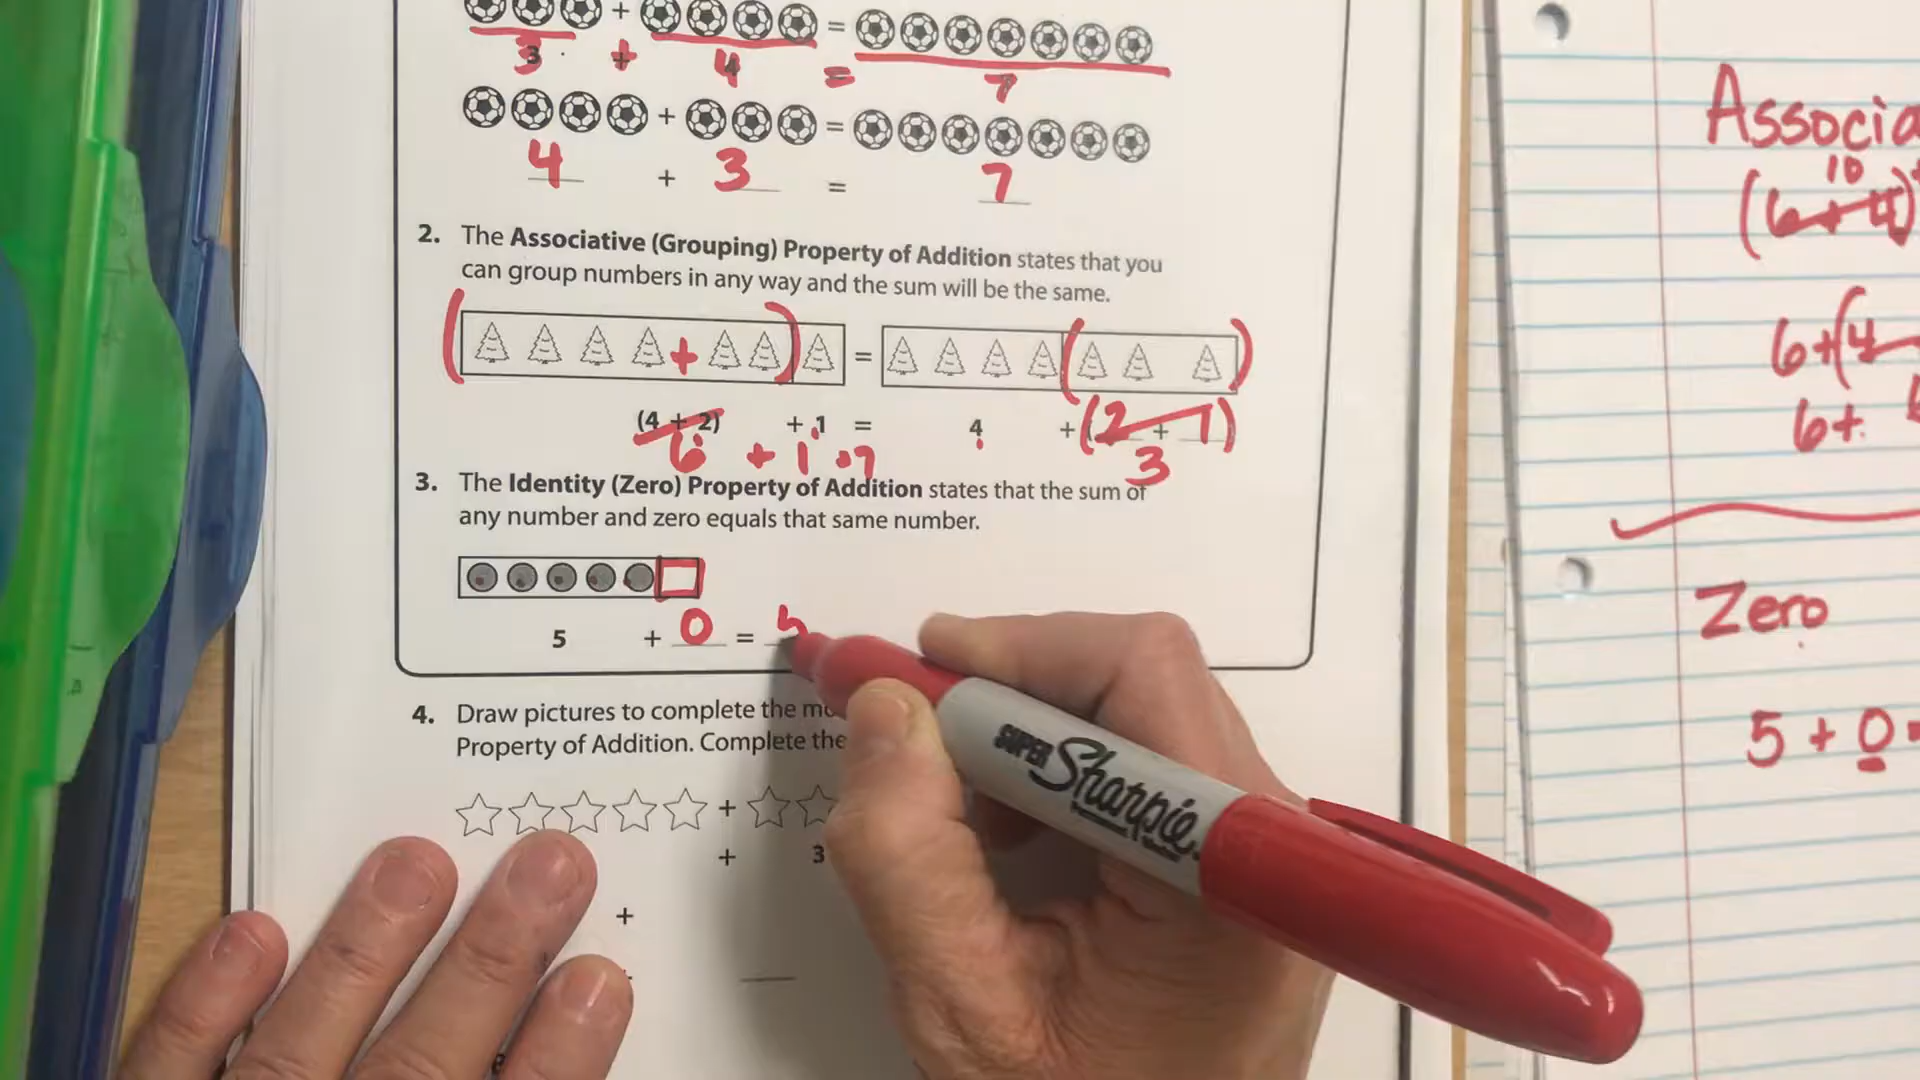 + =
3 + 4 = 7
+ =
4 + 3 = 7
2. The Associative (Grouping) Property of Addition states that you
can group numbers in any way and the sum will be the same.
+ =
(4 + 2) + 1 = 4 + (2 + 1)
6 + 1 = 7 3
3. The Identity (Zero) Property of Addition states that the sum of
any number and zero equals that same number.
5 + 0 = 5
4. Draw pictures to complete the
Property of Addition. Complete the
+
+ 3
+
Associa
10
(6+4)
6+(4
6+
Zero
5 + 0 =
SUPER Sharpie.